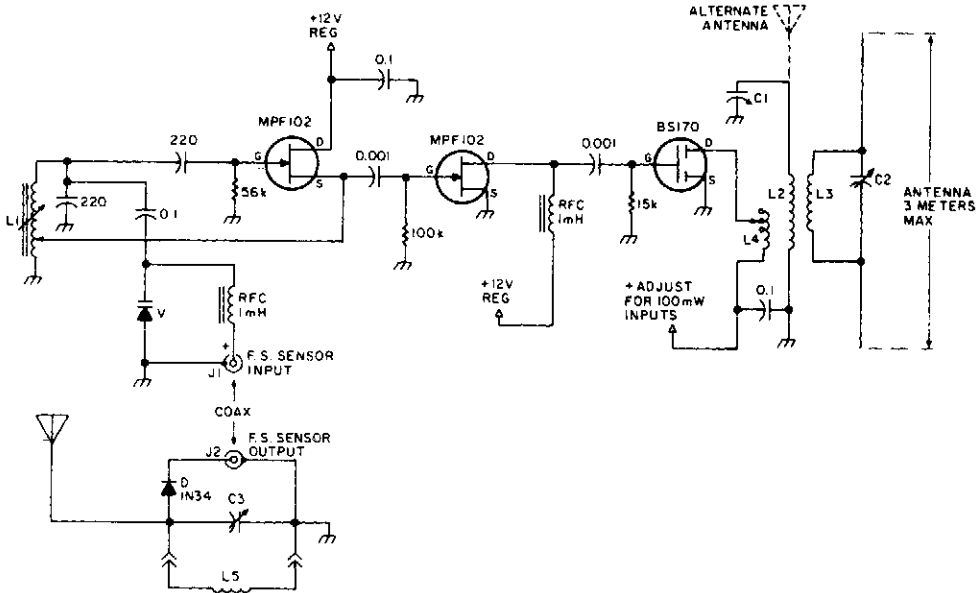 ALTERNATE
ANTENNA
+12V
REG
0.1
C1
MPF102
MPF102
BS170
220
D
G
S
0.001
D
G
S
0.001
D
G
S
L2
L3
C2
ANTENNA
3 METERS
MAX
L1
220
0.1
56k
100k
RFC
1mH
15k
L4
+12V
REG
+ ADJUST
FOR 100mW
INPUTS
0.1
V
RFC
1mH
+
J1
F.S. SENSOR
INPUT
COAX
J2
F.S. SENSOR
OUTPUT
D
1N34
C3
L5